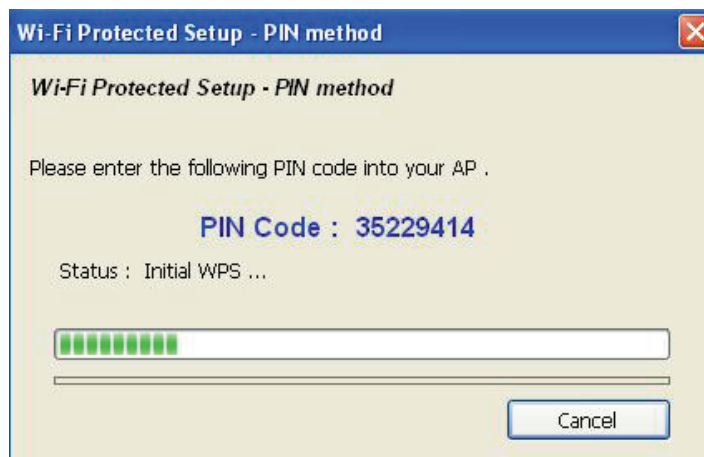 Wi-Fi Protected Setup - PIN method
Wi-Fi Protected Setup - PIN method
Please enter the following PIN code into your AP .
PIN Code :  35229414
Status :  Initial WPS ...
Cancel